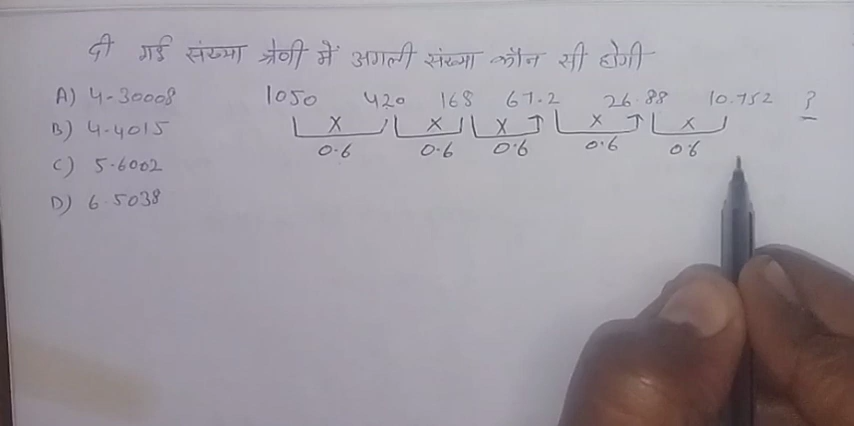 दी गई संख्या श्रेणी में अगली संख्या कौन सी होगी
A) 4.30008
B) 4.4015
C) 5.6002
D) 6.5038
1050 420 168 67.2 26.88 10.752 ?
x x x x x
0.6 0.6 0.6 0.6 0.6